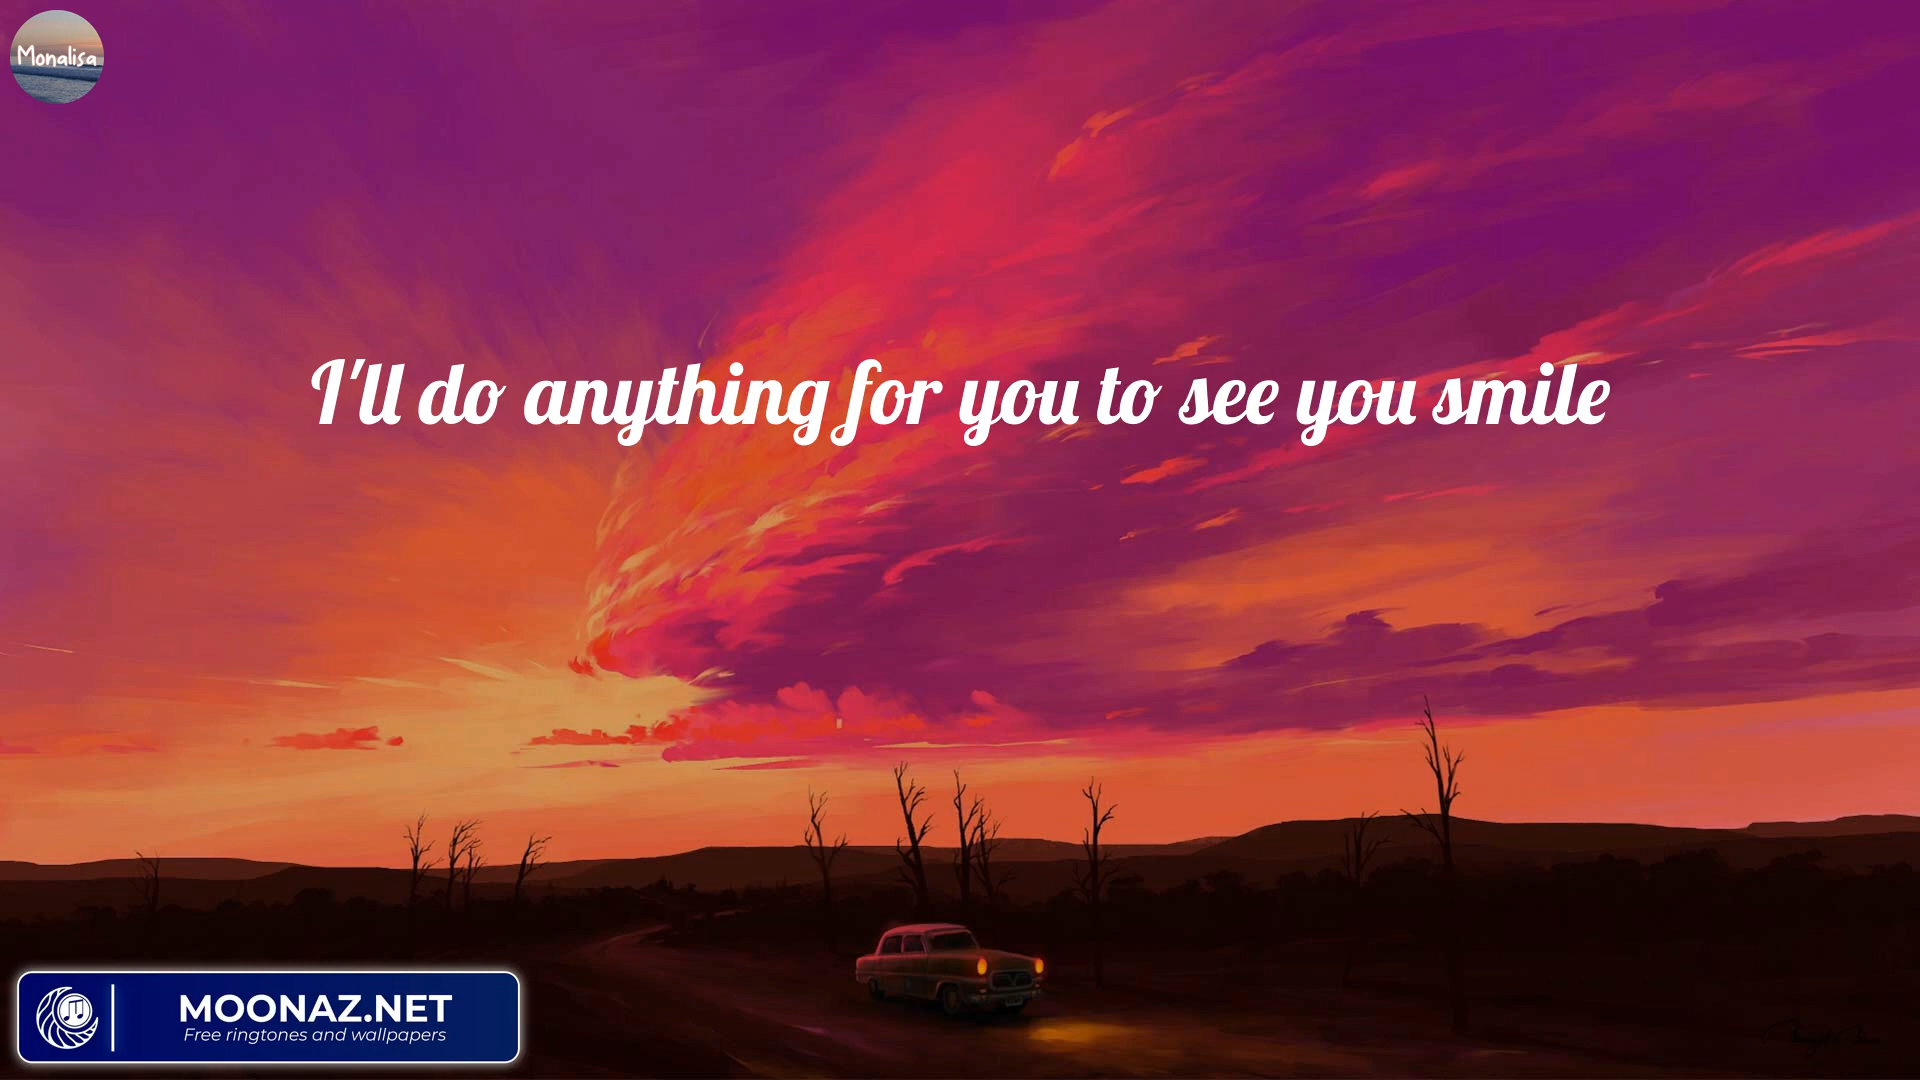 Monalisa
I'll do anything for you to see you smile
MOONAZ.NET
Free ringtones and wallpapers